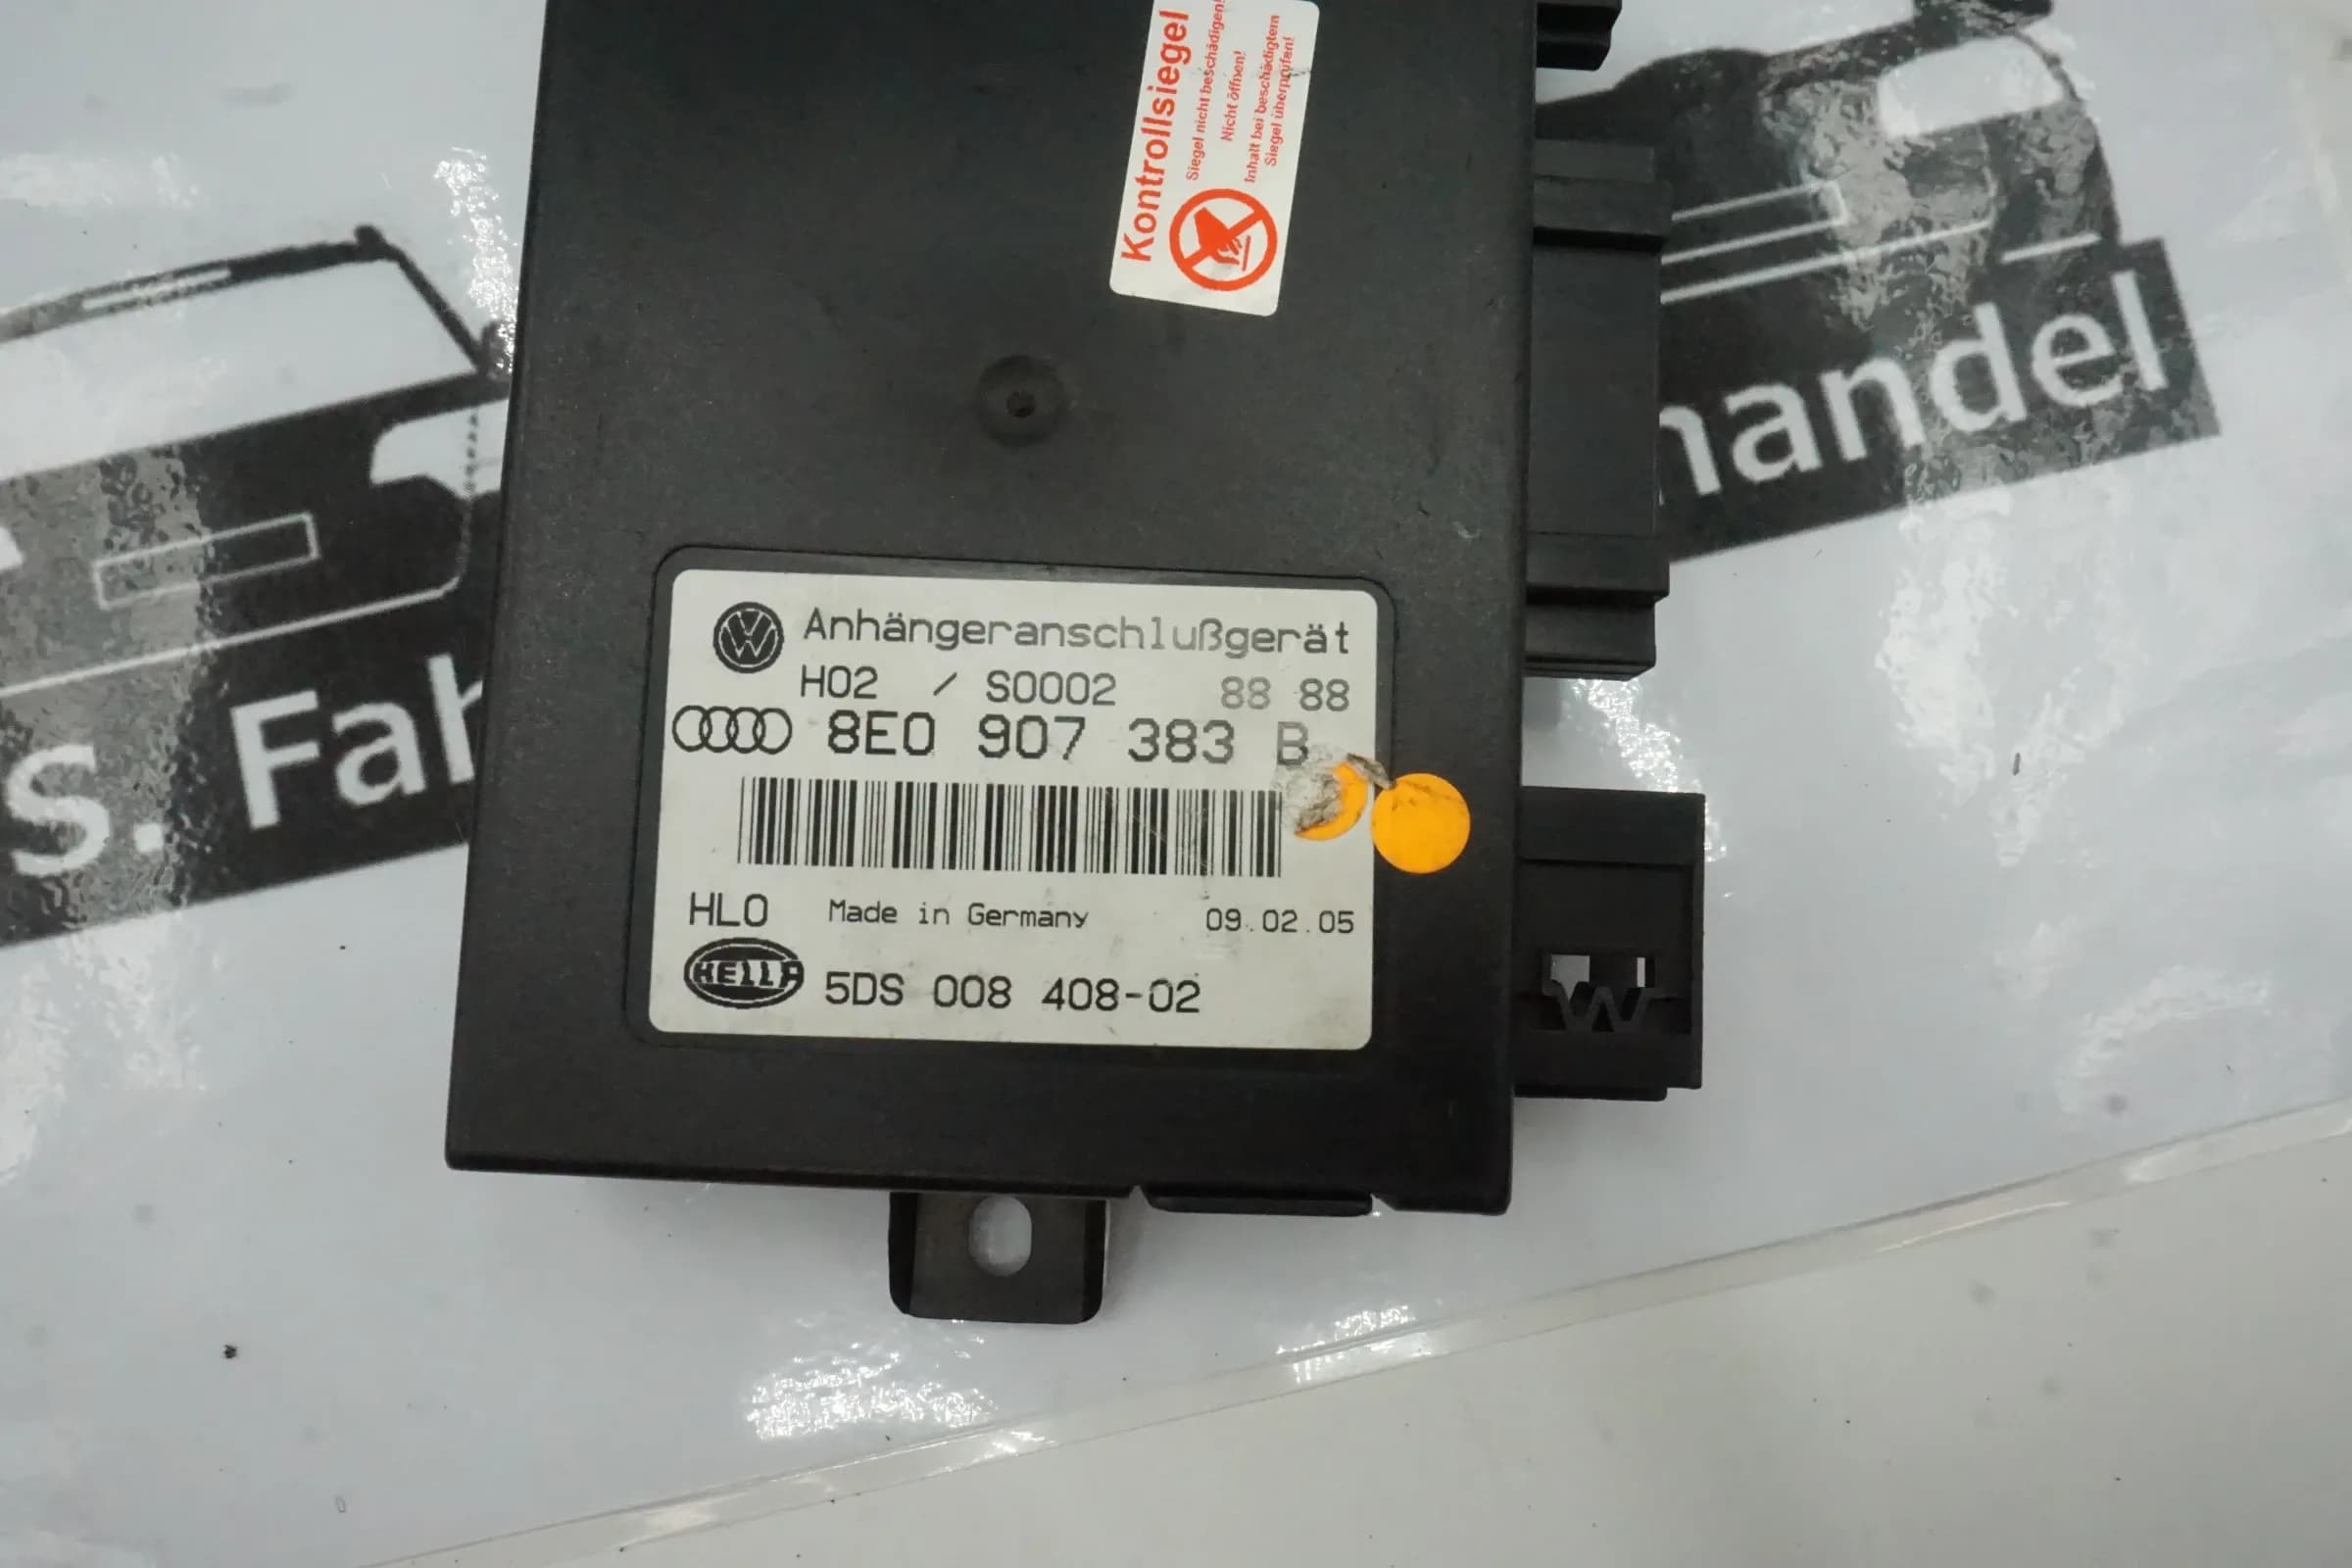 Kontrollsiegel
Siegel nicht beschädigen!
Nicht öffnen!
Inhalt bei beschädigtem
Siegel überprüfen!
S. Fah
handel
Anhängeranschlußgerät
H02 / S0002 88 88
8E0 907 383 B
HLO Made in Germany 09.02.05
HELLA 5DS 008 408-02